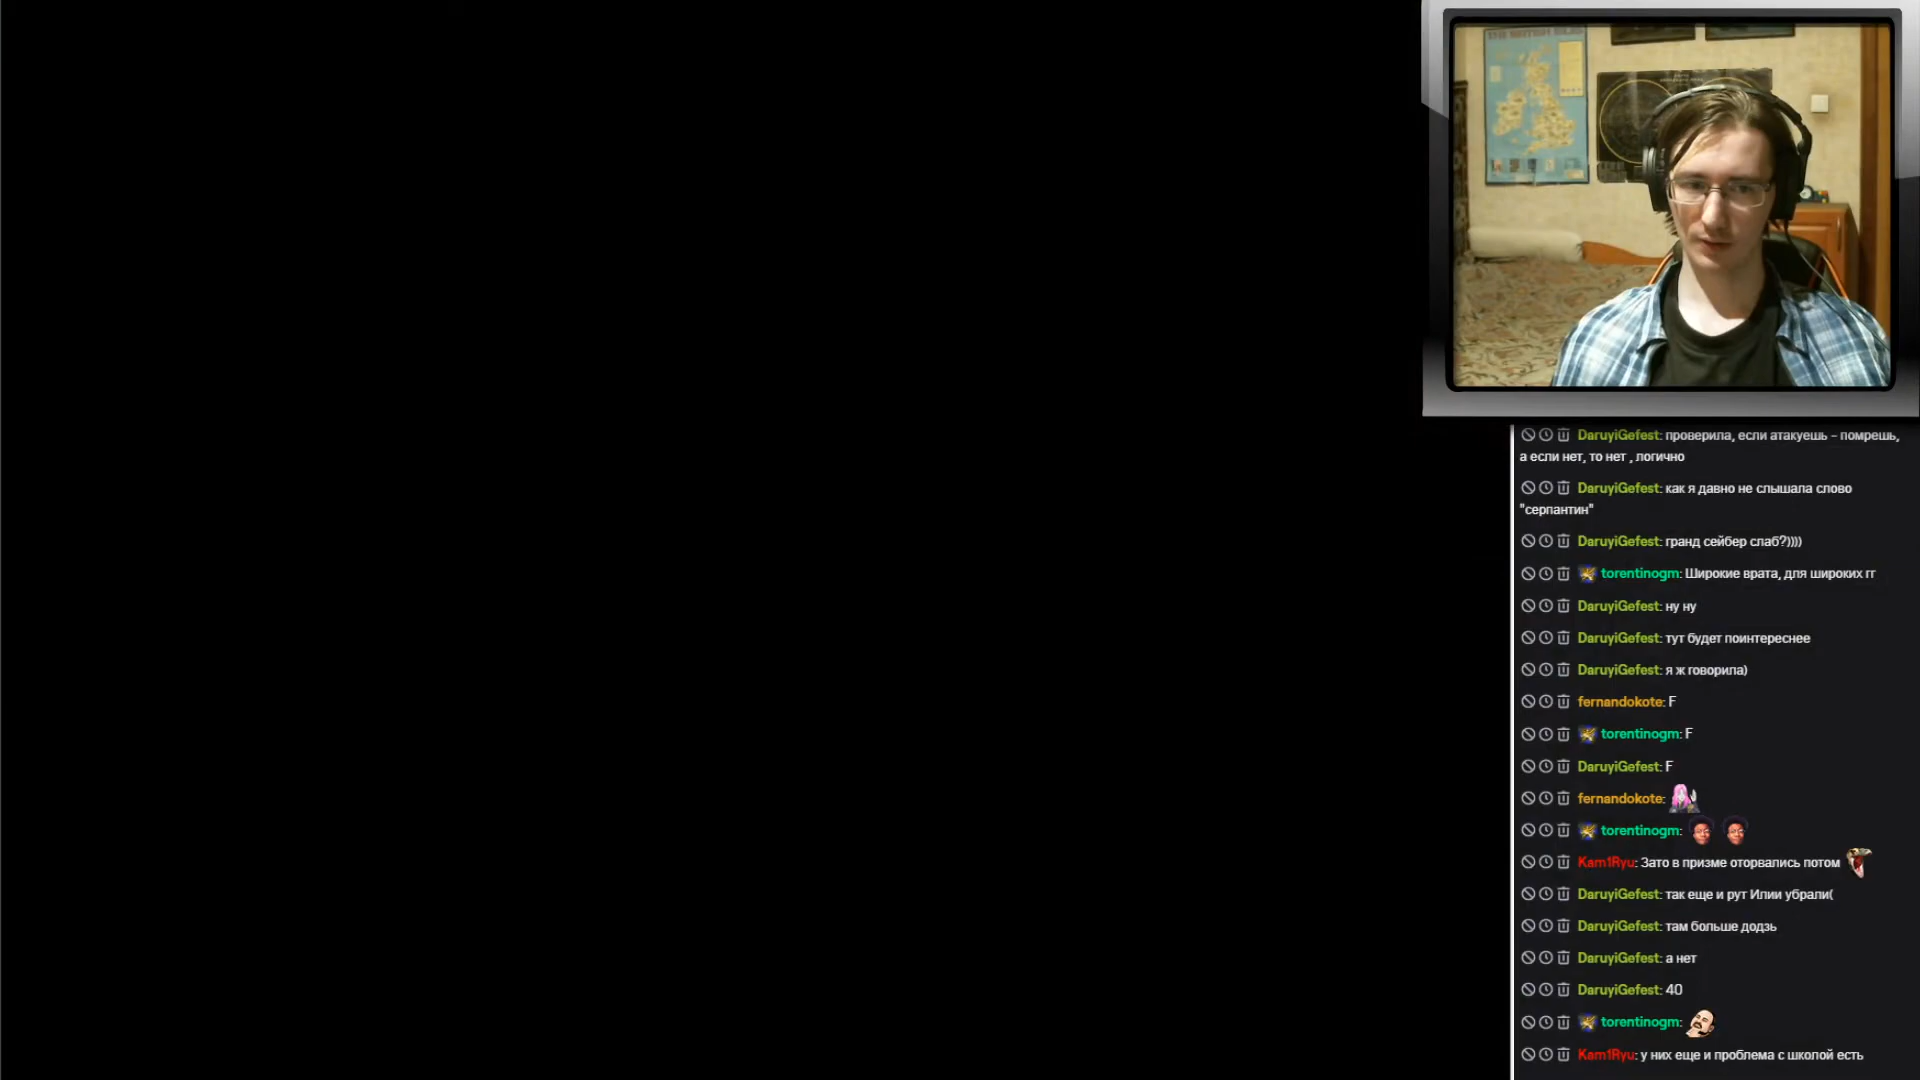 THE BRITISH ISLES
DaruyiGefest: проверила, если атакуешь - помрешь,
а если нет, то нет , логично
DaruyiGefest: как я давно не слышала слово
"серпантин"
DaruyiGefest: гранд сейбер слаб?))))
torentinogm: Широкие врата, для широких гг
DaruyiGefest: ну ну
DaruyiGefest: тут будет поинтереснее
DaruyiGefest: я ж говорила)
fernandokote: F
torentinogm: F
DaruyiGefest: F
fernandokote:
torentinogm:
Kam1Ryu: Зато в призме оторвались потом
DaruyiGefest: так еще и рут Илии убрали(
DaruyiGefest: там больше додзь
DaruyiGefest: а нет
DaruyiGefest: 40
torentinogm:
Kam1Ryu: у них еще и проблема с школой есть